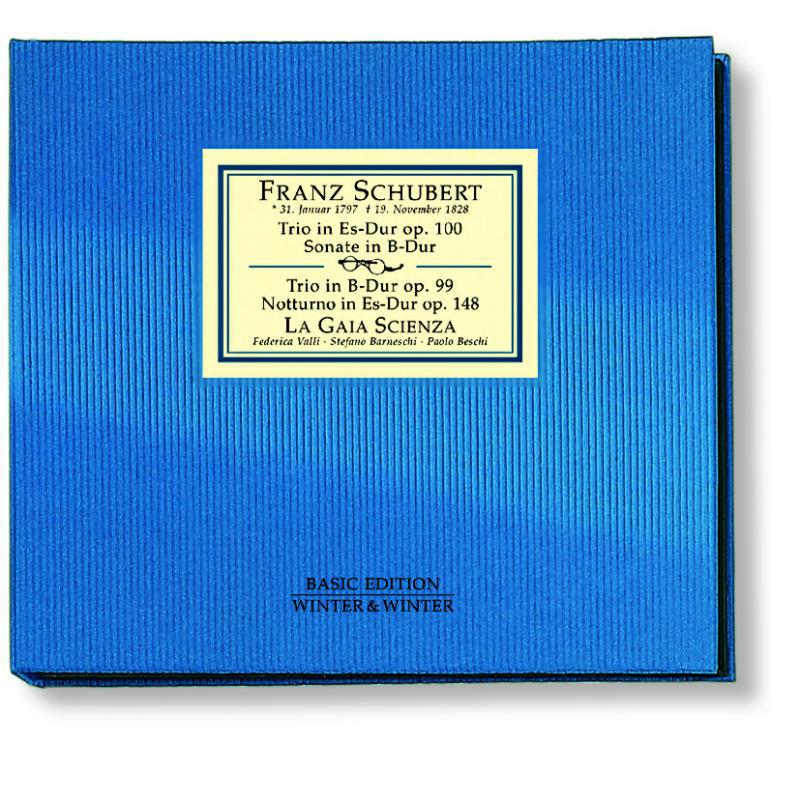 FRANZ SCHUBERT
* 31. Januar 1797 † 19. November 1828
Trio in Es-Dur op. 100
Sonate in B-Dur
Trio in B-Dur op. 99
Notturno in Es-Dur op. 148
LA GAIA SCIENZA
Federica Valli · Stefano Barneschi · Paolo Beschi
BASIC EDITION
WINTER & WINTER